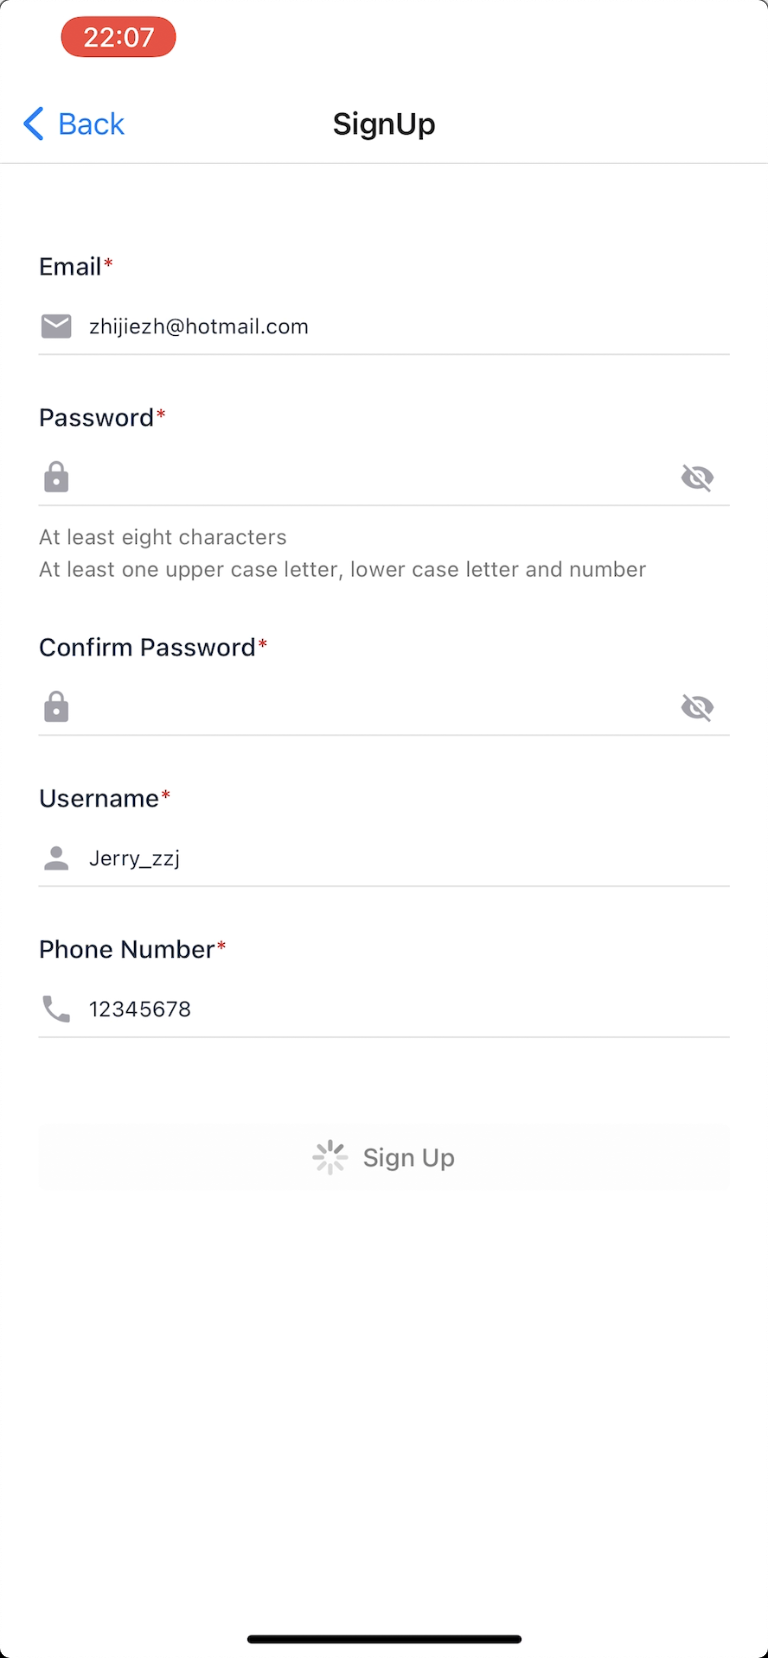 22:07
Back SignUp
Email*
zhijiezh@hotmail.com
Password*
At least eight characters
At least one upper case letter, lower case letter and number
Confirm Password*
Username*
Jerry_zzj
Phone Number*
12345678
Sign Up